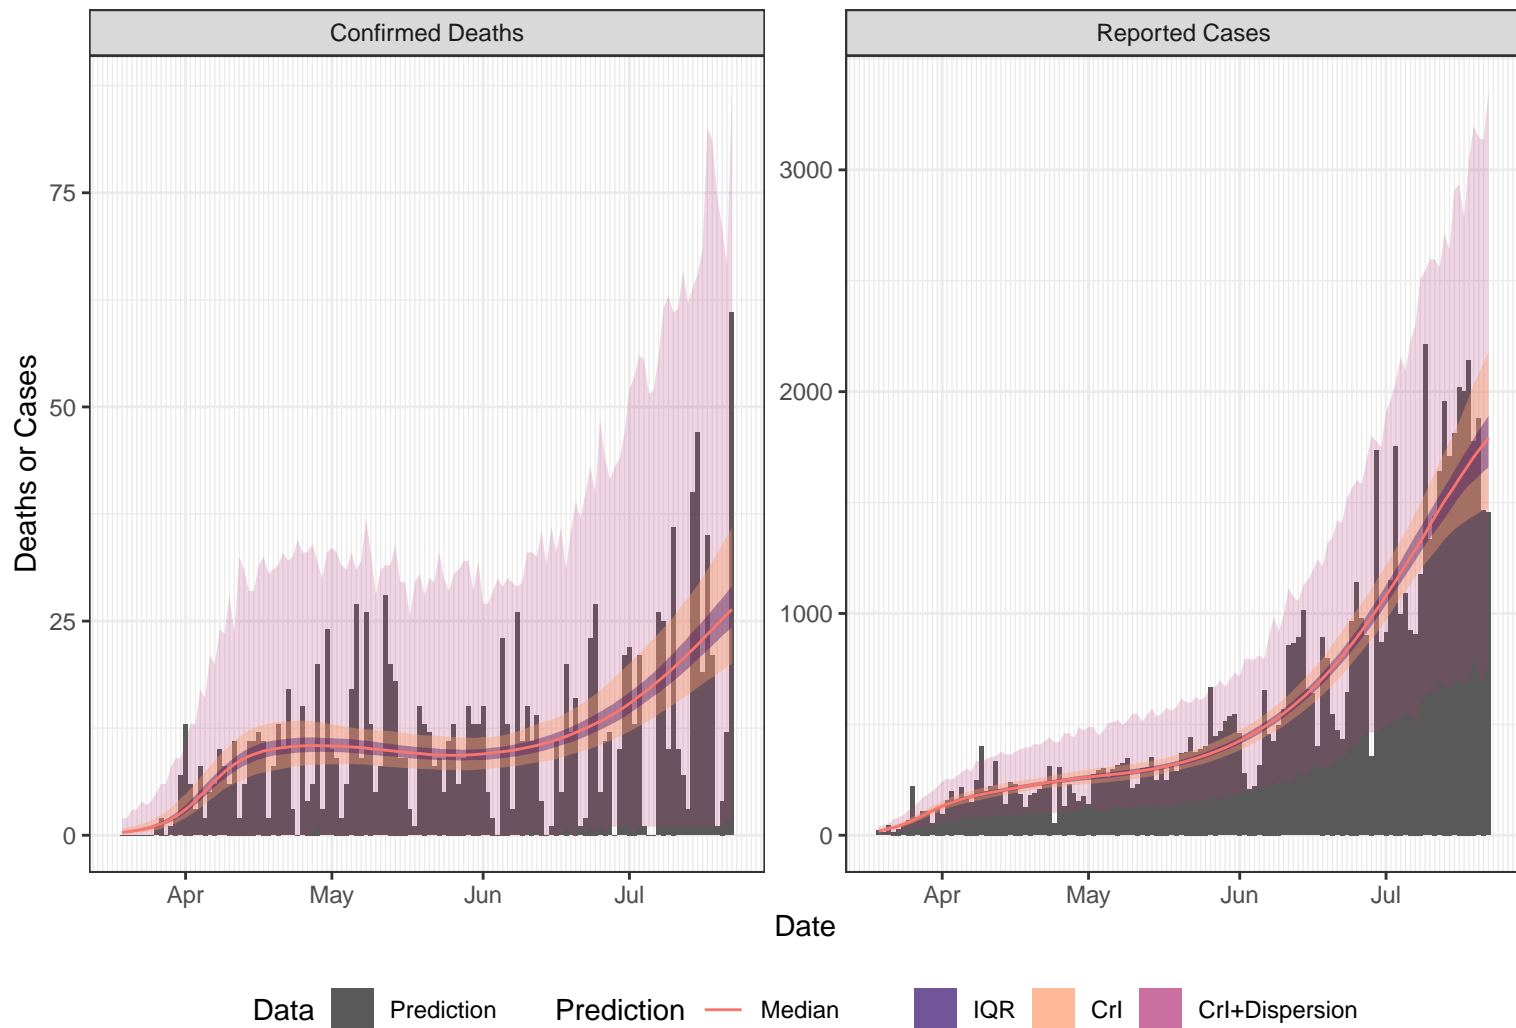 Confirmed Deaths
Reported Cases
Deaths or Cases
75
50
25
0
3000
2000
1000
0
Apr May Jun Jul
Apr May Jun Jul
Date
Data Prediction Prediction Median IQR CrI CrI+Dispersion